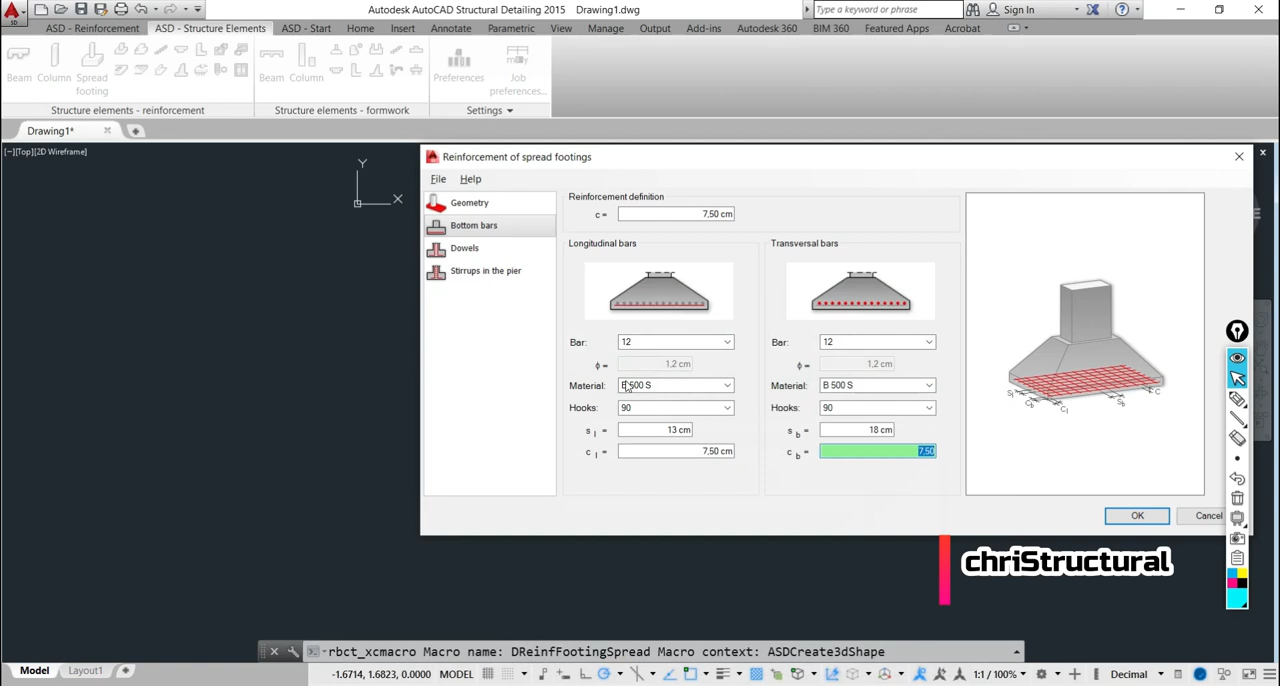 Autodesk AutoCAD Structural Detailing 2015 Drawing1.dwg
Type a keyword or phrase
Sign In
SD
ASD - Reinforcement ASD - Structure Elements ASD - Start Home Insert Annotate Parametric View Manage Output Add-ins Autodesk 360 BIM 360 Featured Apps Acrobat
Beam Column Spread footing
Beam Column
Preferences Job preferences...
Structure elements - reinforcement Structure elements - formwork Settings
Drawing1*
[−][Top][2D Wireframe]
Y
X
Reinforcement of spread footings
File Help
Geometry
Bottom bars
Dowels
Stirrups in the pier
Reinforcement definition
c = 7,50 cm
Longitudinal bars Transversal bars
Bar: 12 Bar: 12
ϕ = 1,2 cm ϕ = 1,2 cm
Material: B 500 S Material: B 500 S
Hooks: 90 Hooks: 90
s l = 13 cm s b = 18 cm
c l = 7,50 cm c b = 7,50
Sl Cb Cl Sb C
OK Cancel
chriStructural
rbct_xcmacro Macro name: DReinfFootingSpread Macro context: ASDCreate3dShape
Model Layout1
-1.6714, 1.6823, 0.0000 MODEL 1:1 / 100% Decimal